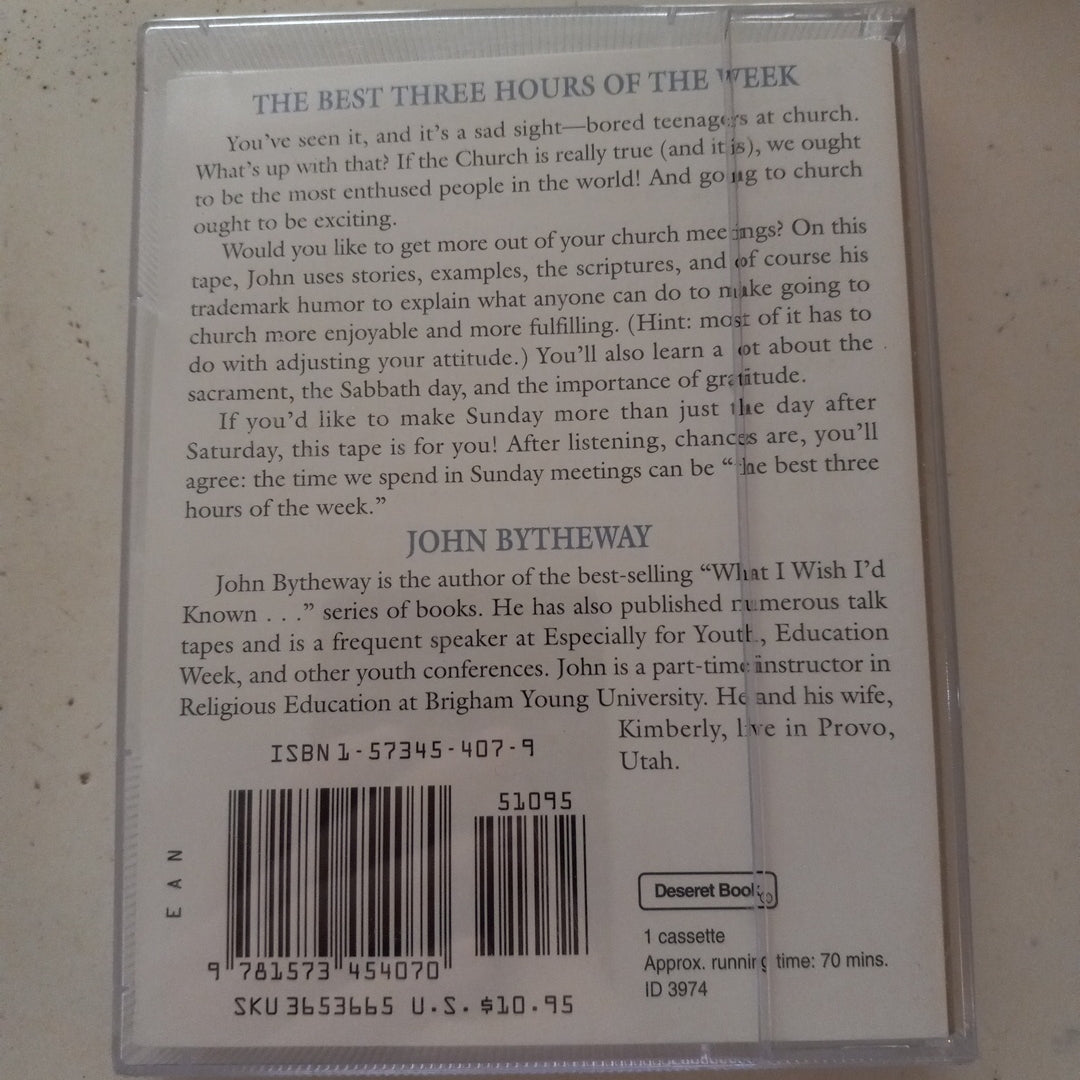 THE BEST THREE HOURS OF THE WEEK
You've seen it, and it's a sad sight—bored teenagers at church.
What's up with that? If the Church is really true (and it is), we ought
to be the most enthused people in the world! And going to church
ought to be exciting.
Would you like to get more out of your church meetings? On this
tape, John uses stories, examples, the scriptures, and of course his
trademark humor to explain what anyone can do to make going to
church more enjoyable and more fulfilling. (Hint: most of it has to
do with adjusting your attitude.) You'll also learn a lot about the
sacrament, the Sabbath day, and the importance of gratitude.
If you'd like to make Sunday more than just the day after
Saturday, this tape is for you! After listening, chances are, you'll
agree: the time we spend in Sunday meetings can be “the best three
hours of the week.”
JOHN BYTHEWAY
John Bytheway is the author of the best-selling “What I Wish I'd
Known . . .” series of books. He has also published numerous talk
tapes and is a frequent speaker at Especially for Youth, Education
Week, and other youth conferences. John is a part-time instructor in
Religious Education at Brigham Young University. He and his wife,
Kimberly, live in Provo,
Utah.
ISBN 1-57345-407-9
51095
EAN
9 781573 454070
SKU 3653665 U.S. $10.95
Deseret Book
1 cassette
Approx. running time: 70 mins.
ID 3974